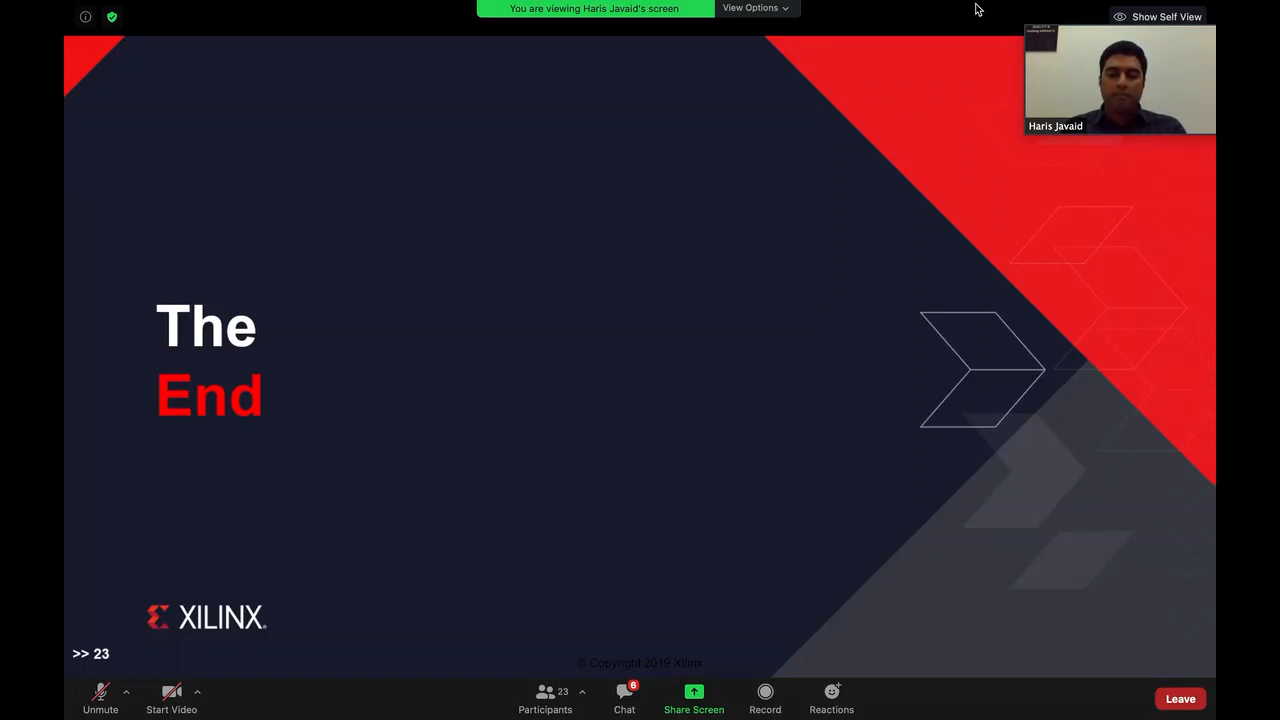 You are viewing Haris Javaid's screen
View Options
Show Self View
Haris Javaid
The
End
XILINX.
>> 23
© Copyright 2019 Xilinx
Unmute
Start Video
23
Participants
6
Chat
Share Screen
Record
Reactions
Leave